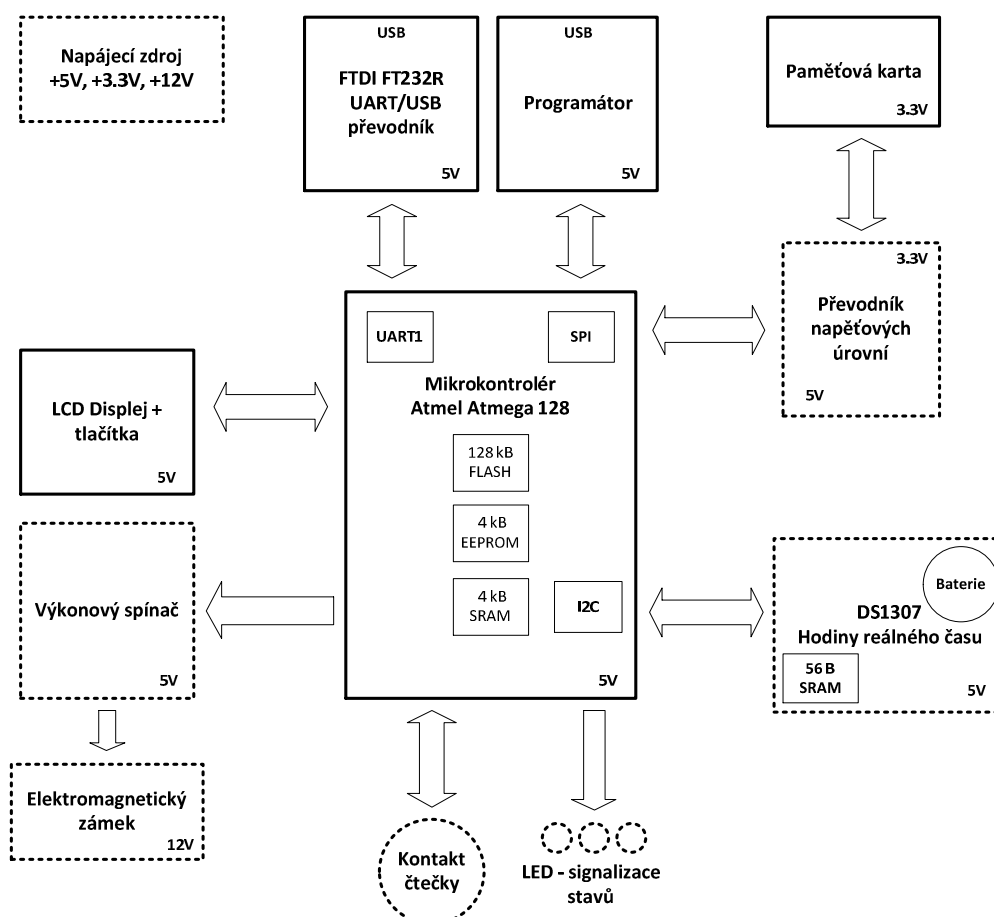 Napájecí zdroj
+5V, +3.3V, +12V
USB
FTDI FT232R
UART/USB
převodník
5V
USB
Programátor
5V
Paměťová karta
3.3V
3.3V
Převodník
napěťových
úrovní
5V
UART1
SPI
Mikrokontrolér
Atmel Atmega 128
128 kB
FLASH
4 kB
EEPROM
4 kB
SRAM
I2C
5V
LCD Displej +
tlačítka
5V
Výkonový spínač
5V
Baterie
DS1307
Hodiny reálného času
56 B
SRAM
5V
Elektromagnetický
zámek
12V
Kontakt
čtečky
LED - signalizace
stavů